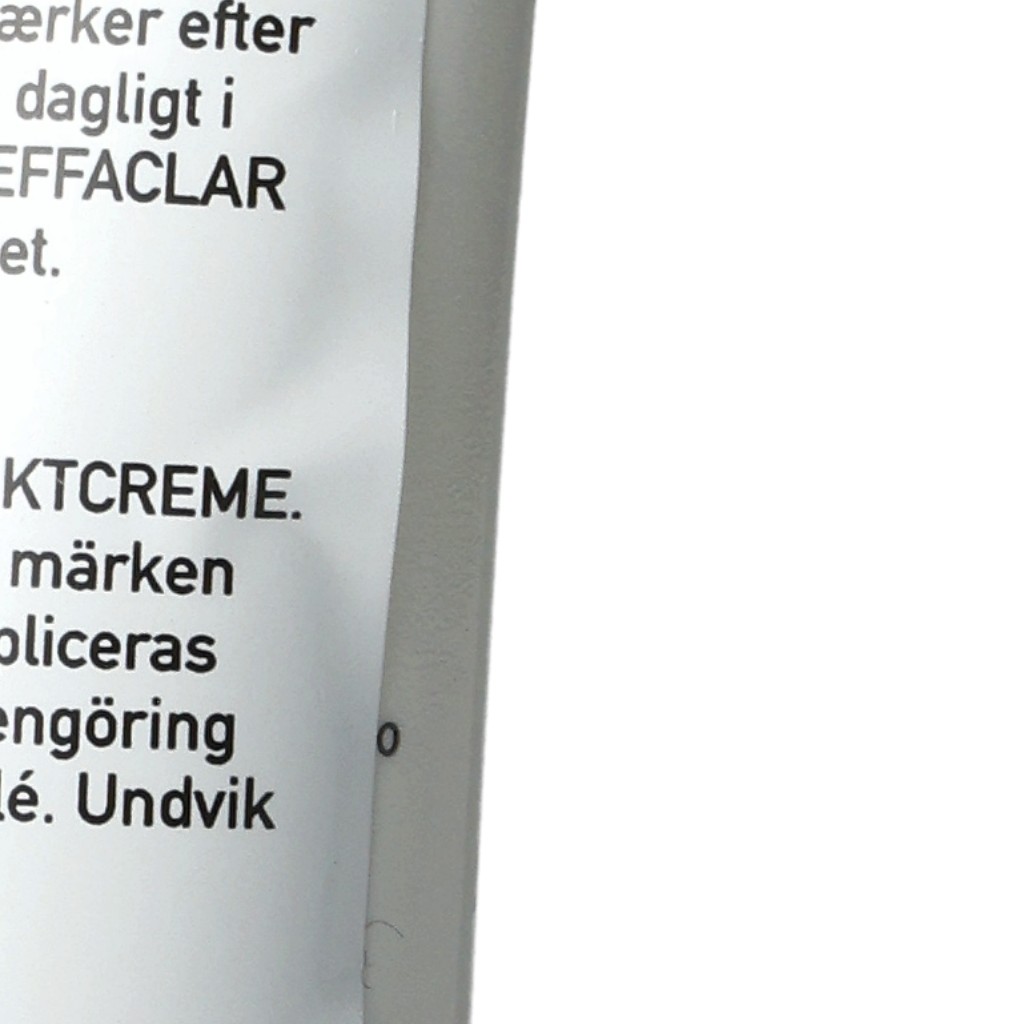 ærker efter
dagligt i
EFFACLAR
et.
KTCREME.
märken
pliceras
engöring
o
lé. Undvik